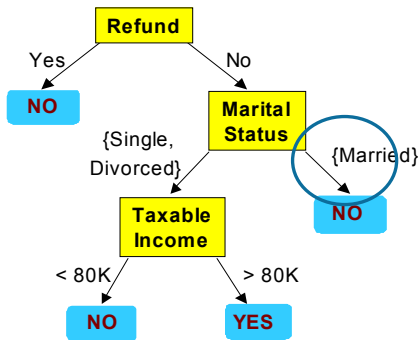 Refund
Yes
No
NO
Marital
Status
{Single,
Divorced}
{Married}
Taxable
Income
NO
< 80K
> 80K
NO
YES